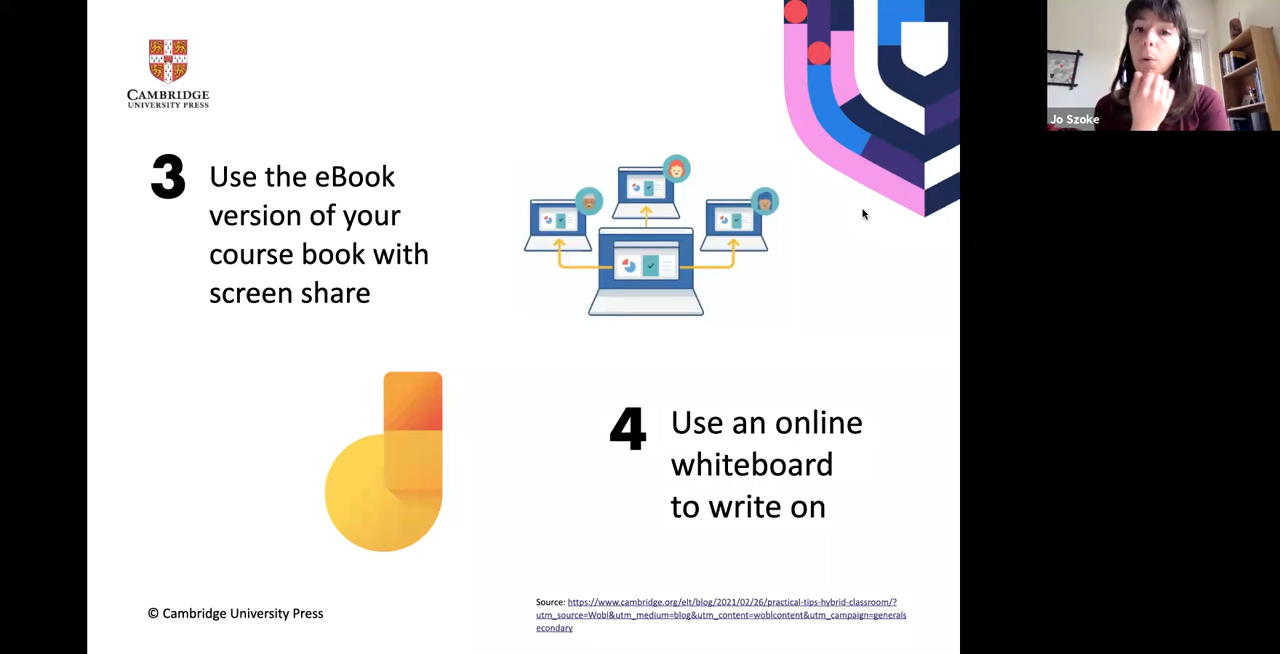 CAMBRIDGE
UNIVERSITY PRESS
Jo Szoke
3
Use the eBook
version of your
course book with
screen share
4
Use an online
whiteboard
to write on
© Cambridge University Press
Source: https://www.cambridge.org/elt/blog/2021/02/26/practical-tips-hybrid-classroom/?
utm_source=Wobl&utm_medium=blog&utm_content=woblcontent&utm_campaign=generals
econdary